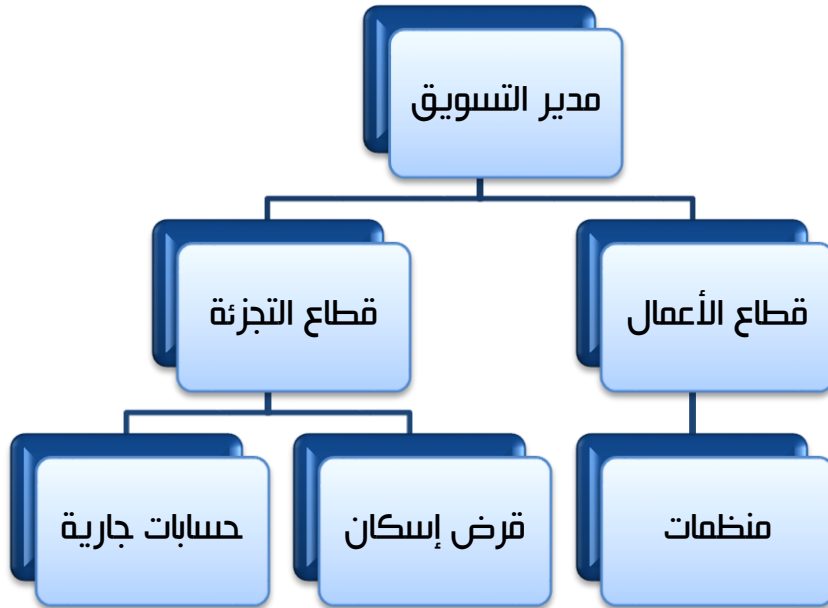 مدير التسويق
قطاع الأعمال
قطاع التجزئة
منظمات
قرض إسكان
حسابات جارية